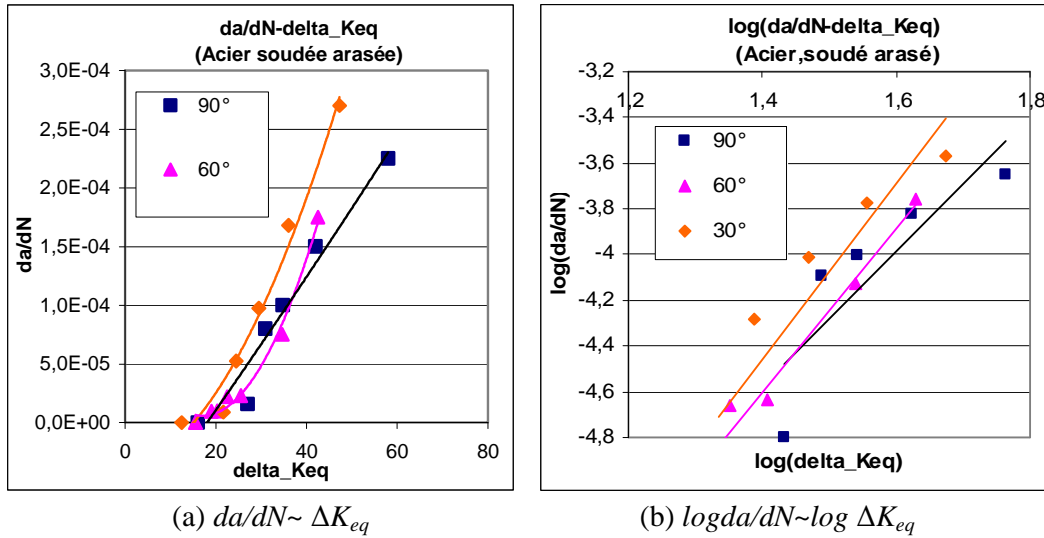 da/dN-delta_Keq
(Acier soudée arasée)
3.0E-04
2,5E-04
2,0E-04
1,5E-04
1,0E-04
5,0E-05
0,0E+00
da/dN
90°
60°
0 20 40 60 80
delta_Keq
(a) da/dN~ ΔKeq
log(da/dN-delta_Keq)
(Acier,soudé arasé)
-3,2
-3,4
-3,6
-3,8
-4
-4,2
-4,4
-4,6
-4,8
log(da/dN)
1,2 1,4 1,6 1,8
90°
60°
30°
log(delta_Keq)
(b) logda/dN~log ΔKeq